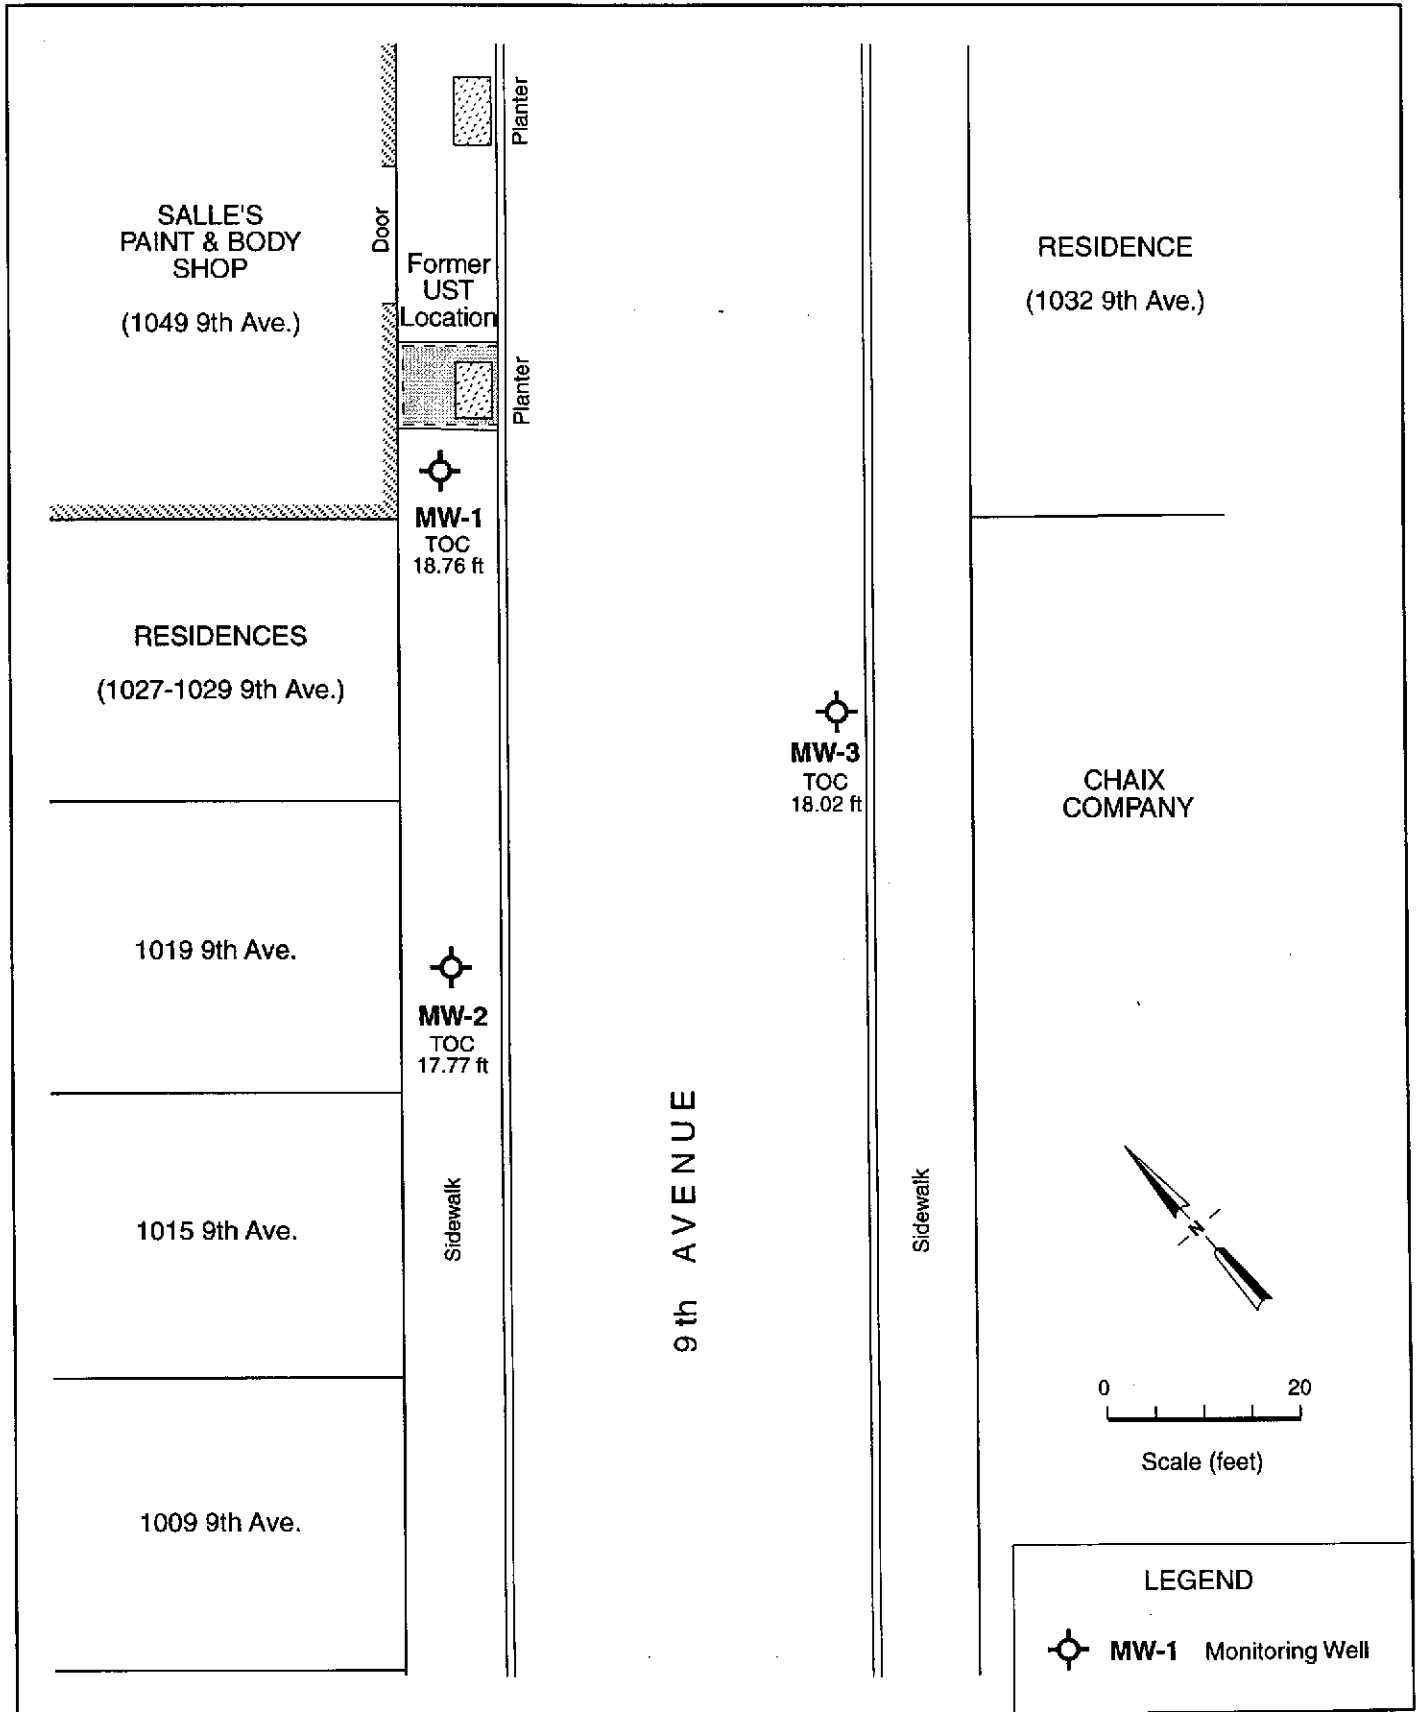 Planter
SALLE'S
PAINT & BODY
SHOP
(1049 9th Ave.)
Door
Former
UST
Location
Planter
RESIDENCE
(1032 9th Ave.)
MW-1
TOC
18.76 ft
RESIDENCES
(1027-1029 9th Ave.)
MW-3
TOC
18.02 ft
CHAIX
COMPANY
1019 9th Ave.
MW-2
TOC
17.77 ft
1015 9th Ave.
Sidewalk
9th AVENUE
Sidewalk
N
0 20
Scale (feet)
1009 9th Ave.
LEGEND
MW-1 Monitoring Well